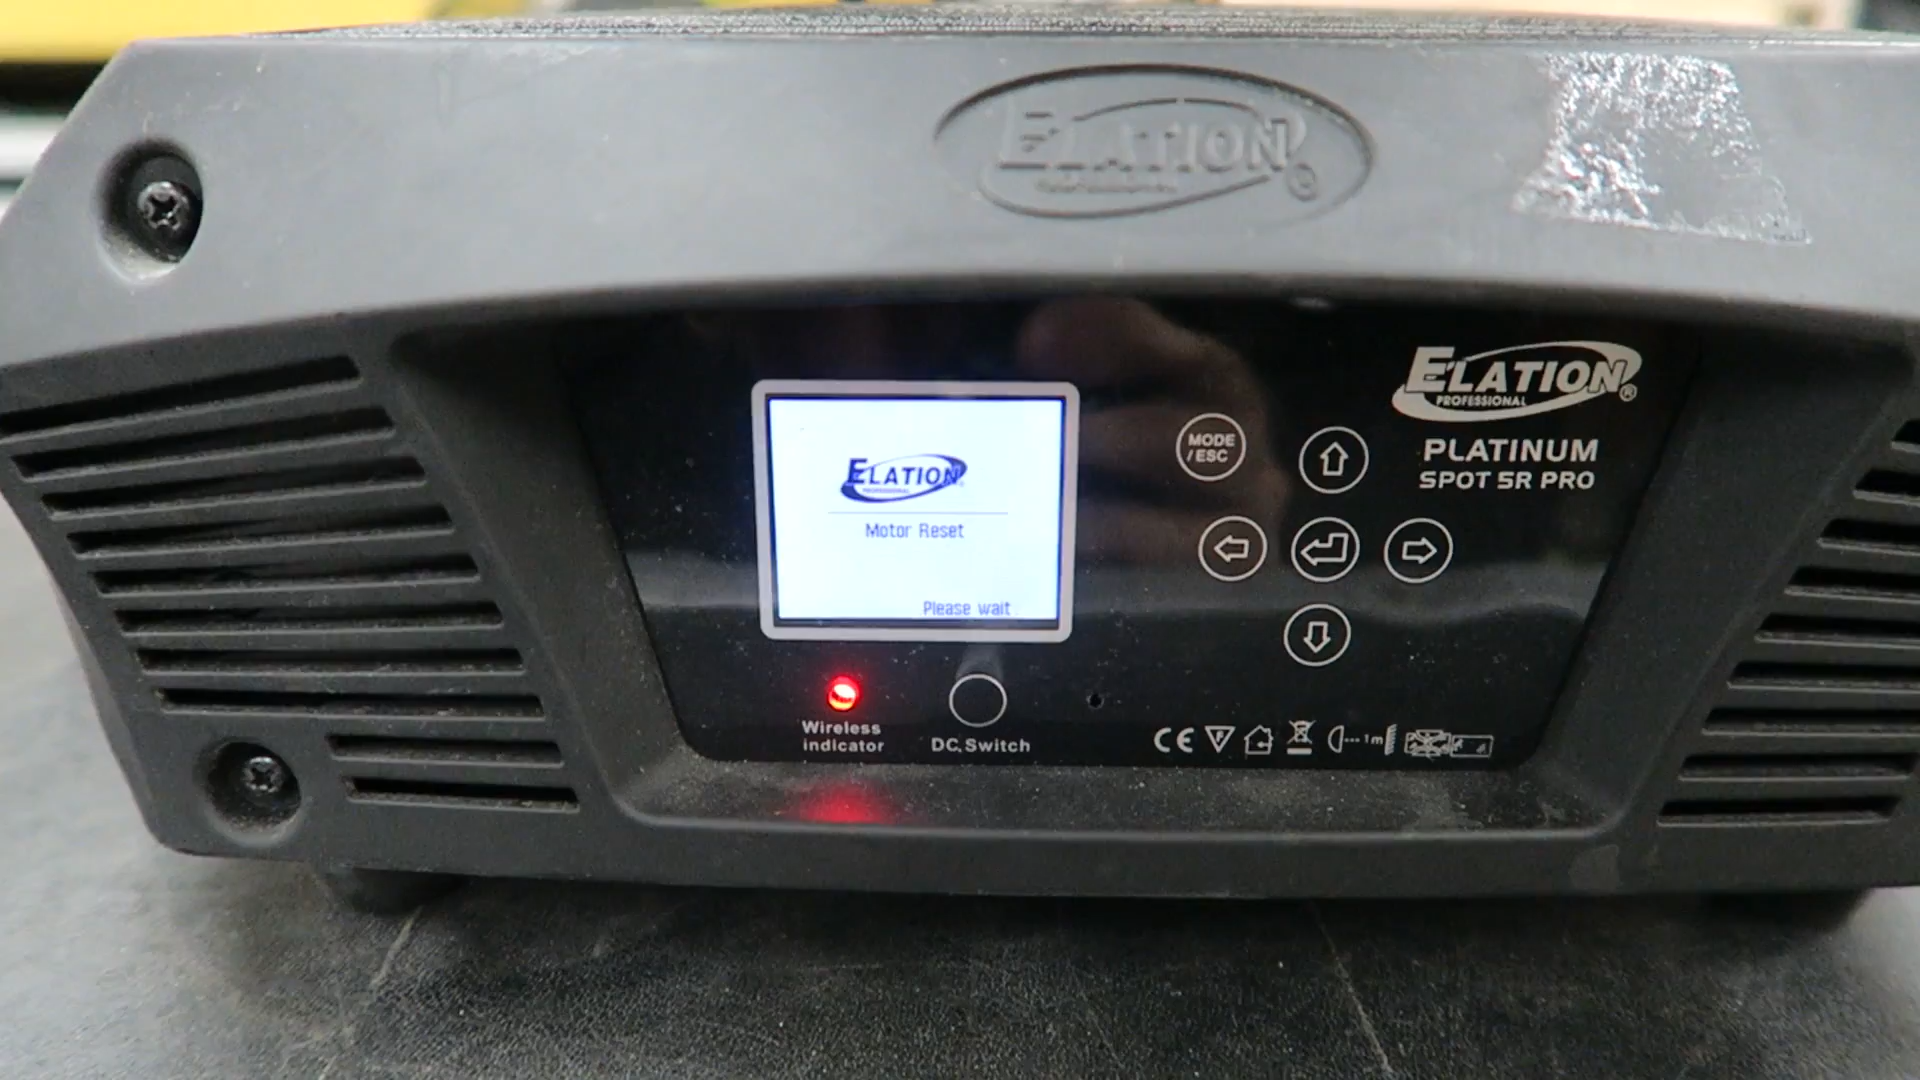 ELATION®
ELATION®
PROFESSIONAL
PLATINUM
SPOT 5R PRO
MODE
/ESC
ELATION®
PROFESSIONAL
Motor Reset
Please wait
Wireless
indicator
DC.Switch
CE F ---1m